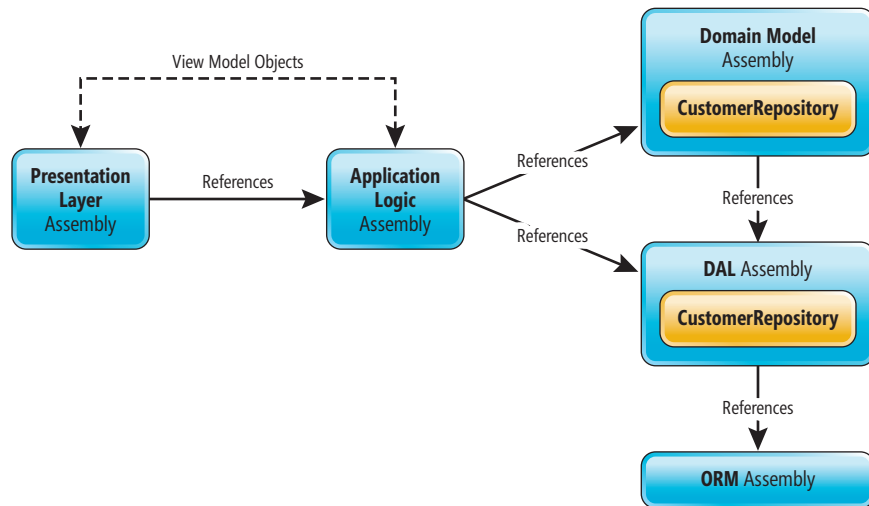 View Model Objects
Presentation
Layer
Assembly
References
Application
Logic
Assembly
References
References
Domain Model
Assembly
CustomerRepository
References
DAL Assembly
CustomerRepository
References
ORM Assembly